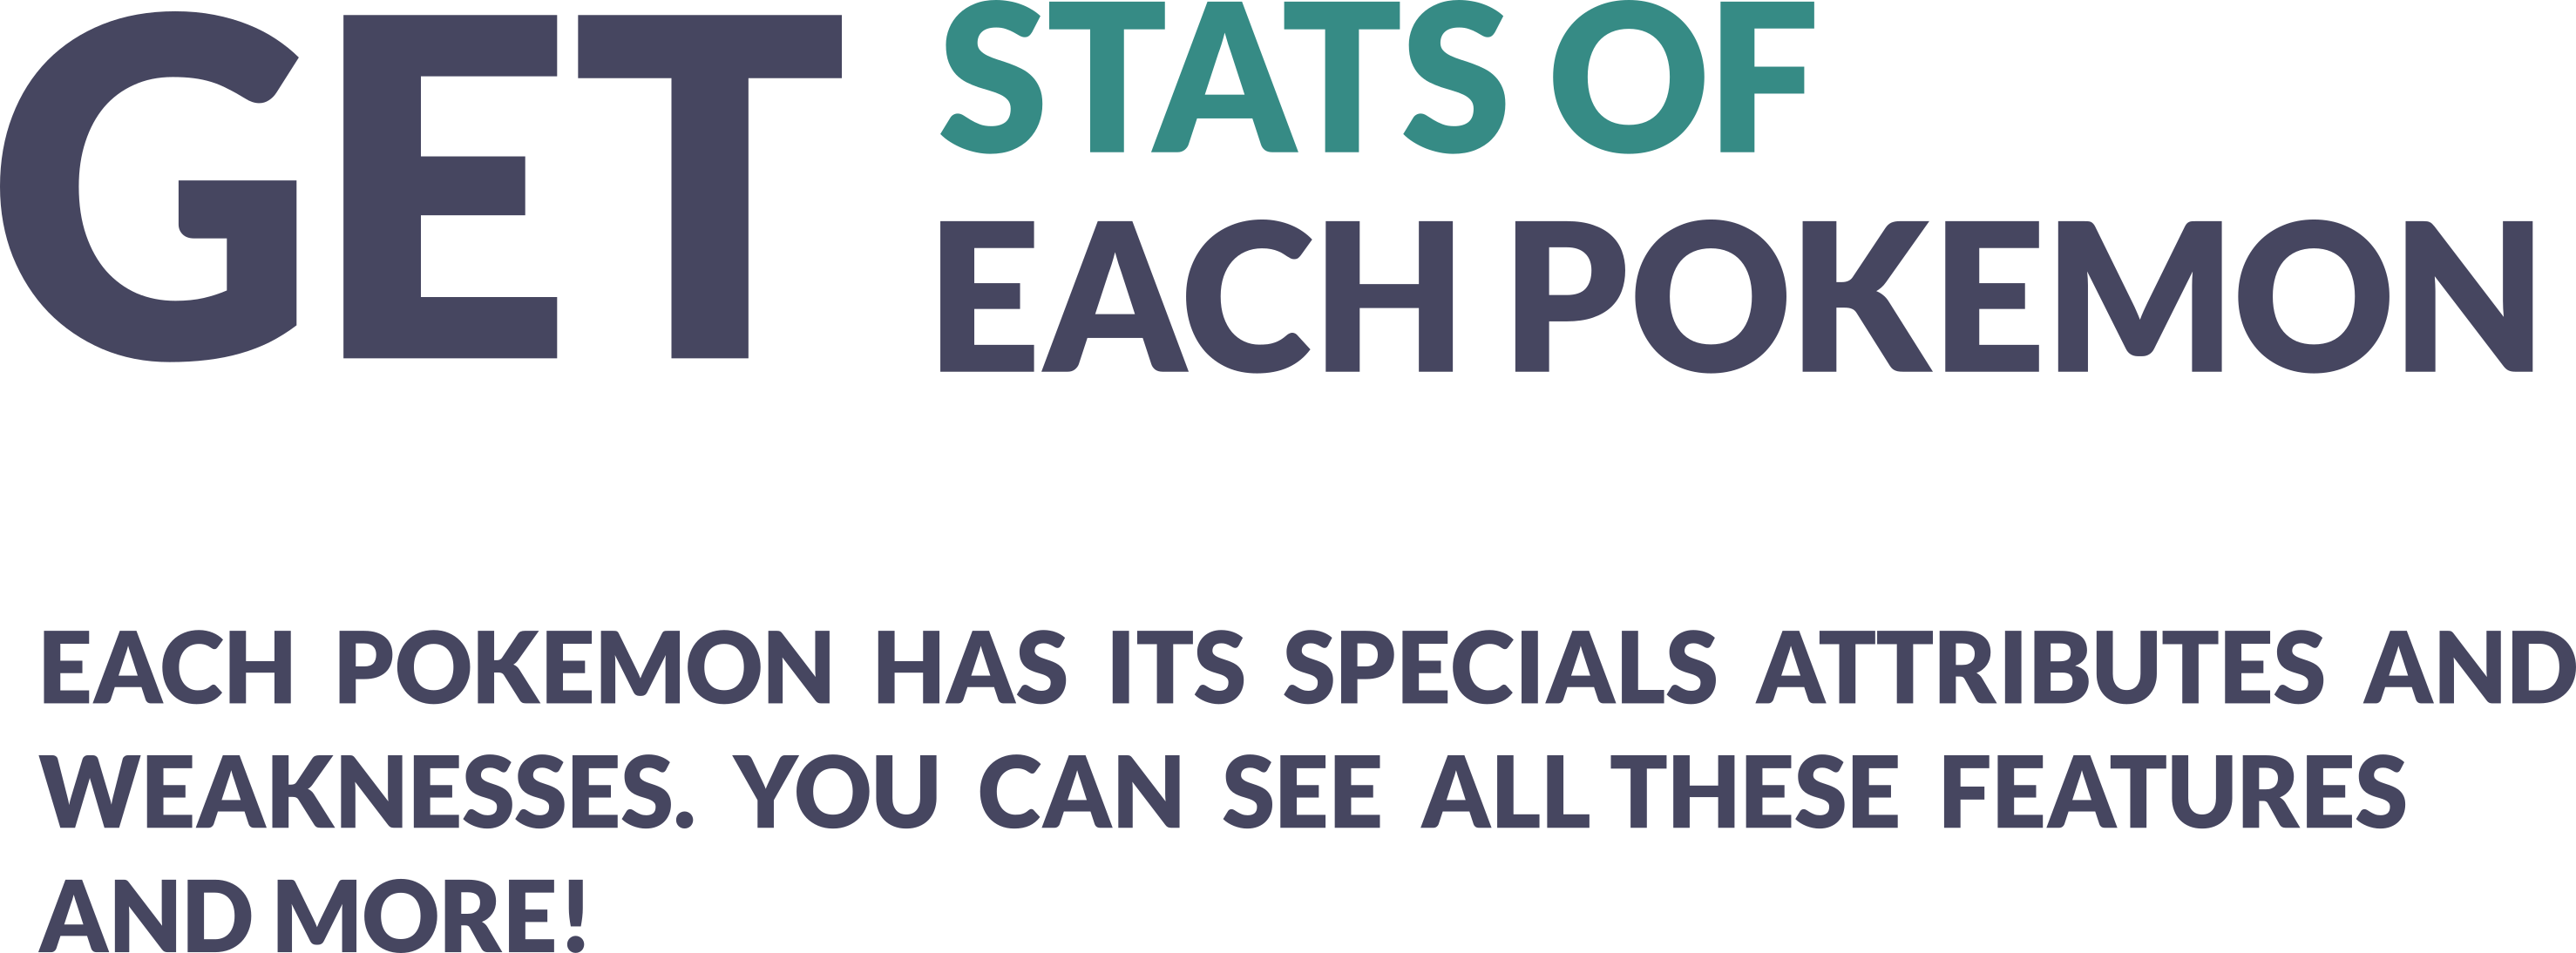 GET STATS OF
EACH POKEMON
EACH POKEMON HAS ITS SPECIALS ATTRIBUTES AND
WEAKNESSES. YOU CAN SEE ALL THESE FEATURES
AND MORE!